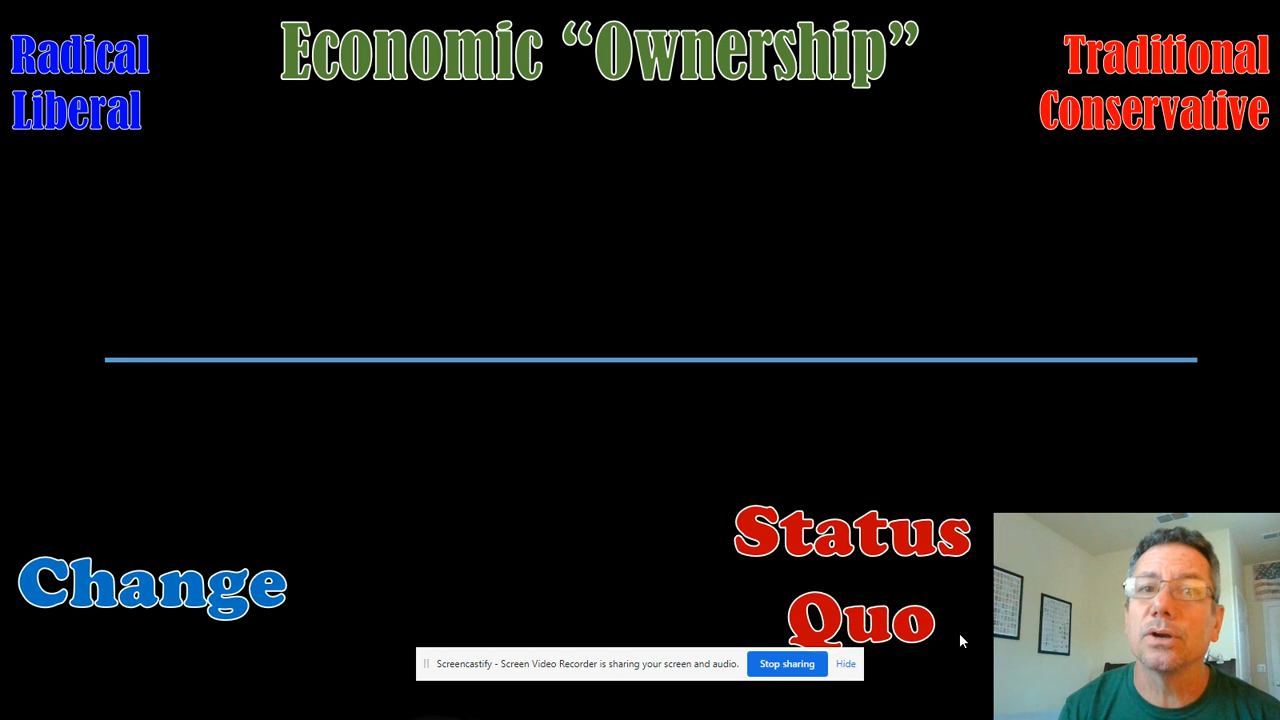 Radical
Liberal
Economic “Ownership”
Traditional
Conservative
Change
Status
Quo
Screencastify - Screen Video Recorder is sharing your screen and audio.
Stop sharing
Hide